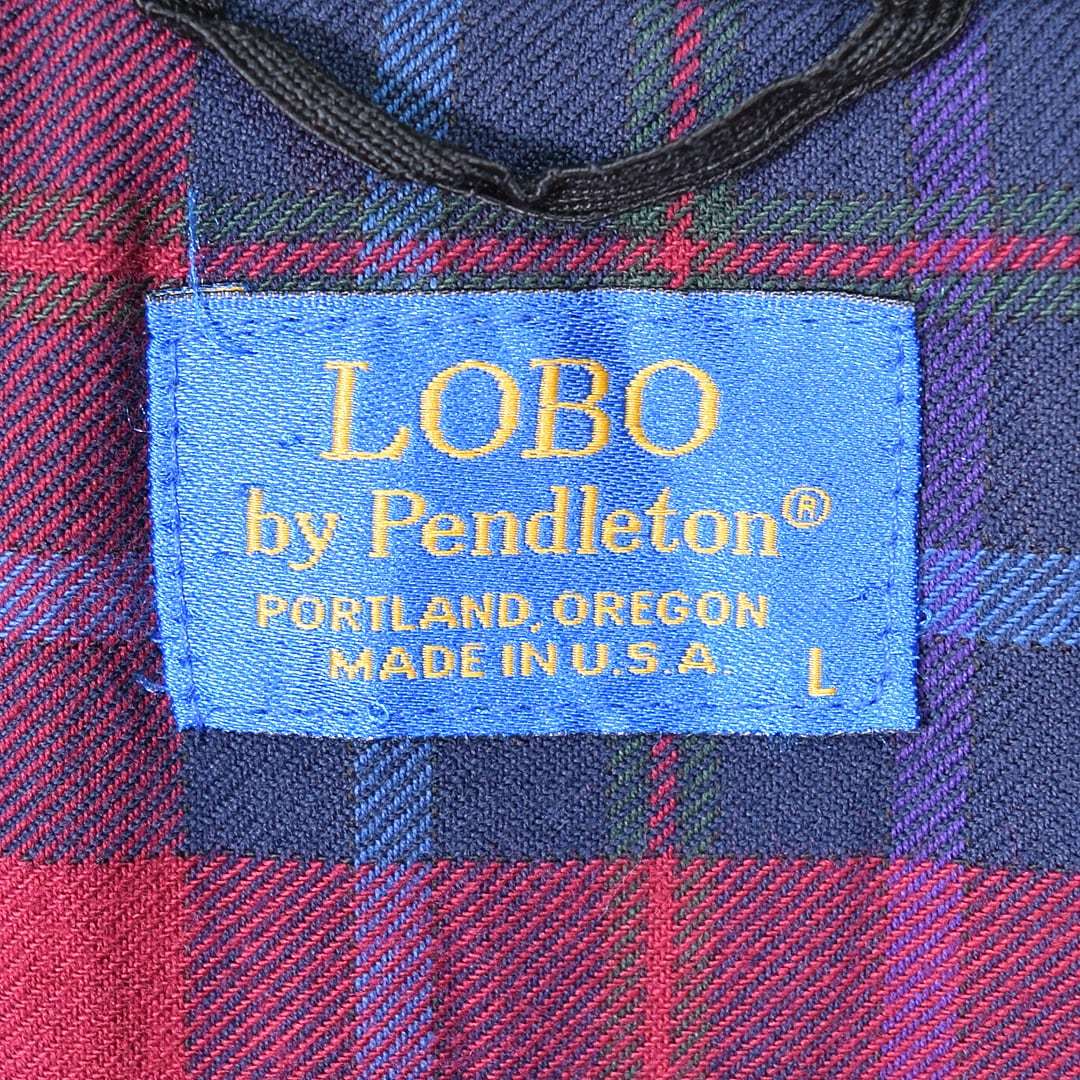 LOBO
by Pendleton®
PORTLAND, OREGON
MADE IN U.S.A.
L